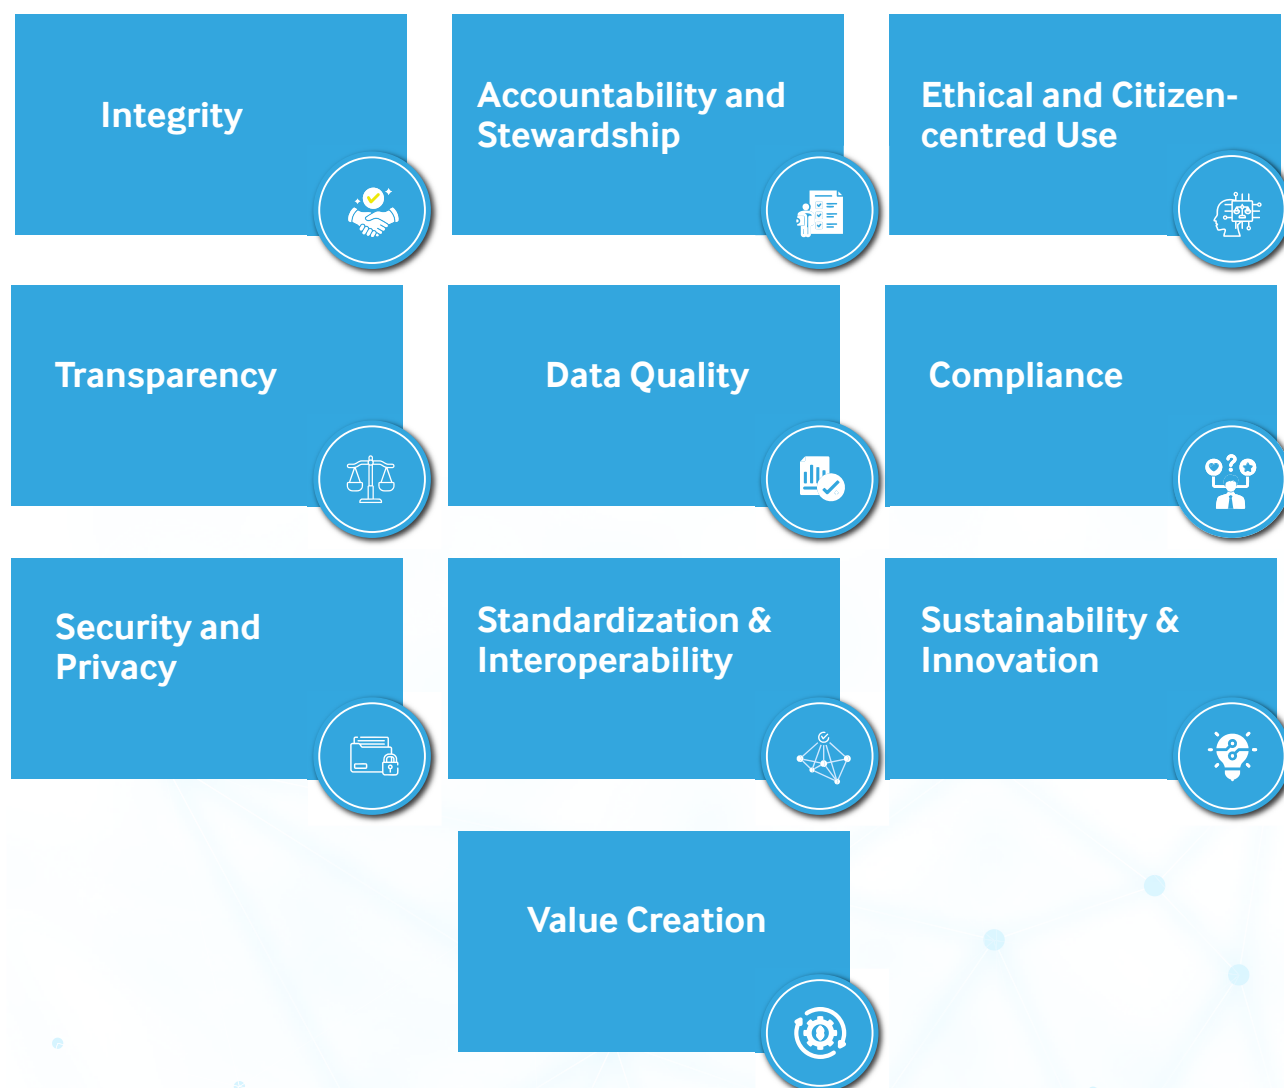 Integrity
Accountability and
Stewardship
Ethical and Citizen-
centred Use
Transparency
Data Quality
Compliance
Security and
Privacy
Standardization &
Interoperability
Sustainability &
Innovation
Value Creation